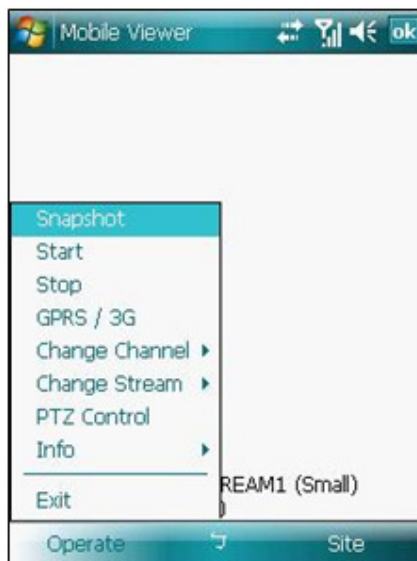 Mobile Viewer ok
Snapshot
Start
Stop
GPRS / 3G
Change Channel
Change Stream
PTZ Control
Info
REAM1 (Small)
Exit
Operate Site